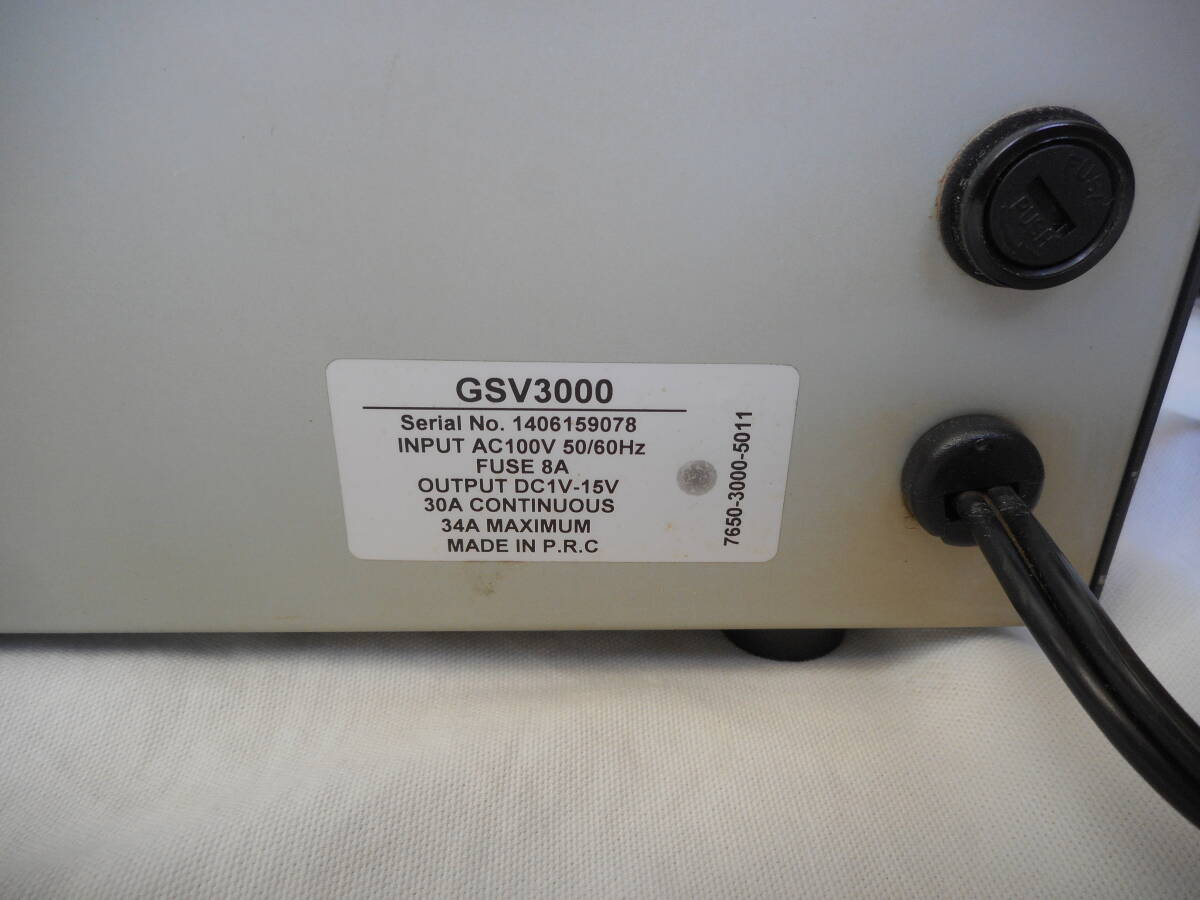 FUSE
PUSH
GSV3000
Serial No. 1406159078
INPUT AC100V 50/60Hz
FUSE 8A
OUTPUT DC1V-15V
30A CONTINUOUS
34A MAXIMUM
MADE IN P.R.C
7650-3000-5011